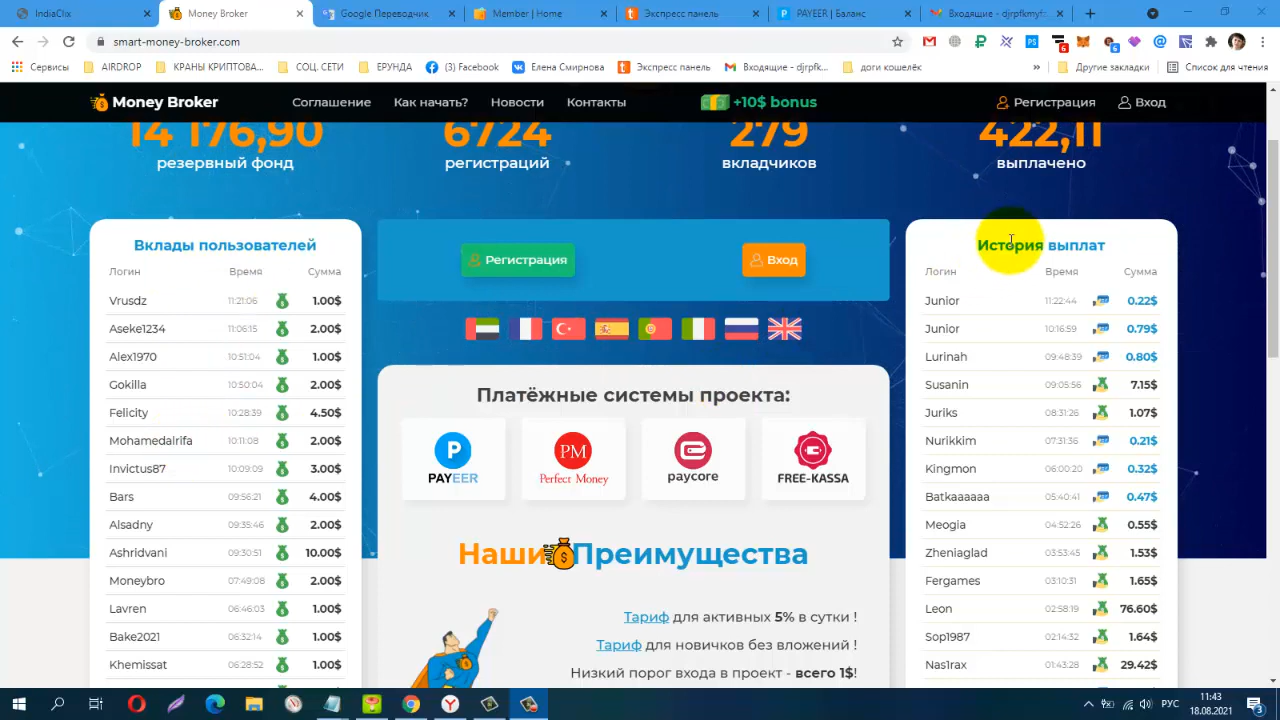 IndiaClix
Money Broker
Google Переводчик
Member | Home
Экспресс панель
PAYEER | Баланс
Входящие - djrpfkmyf
smart-money-broker.com
Сервисы
AIRDROP
КРАНЫ КРИПТОВА...
СОЦ. СЕТИ
ЕРУНДА
(3) Facebook
Елена Смирнова
Экспресс панель
Входящие - djrpfk...
доги кошелёк
»
Другие закладки
Список для чтения
Money Broker
Соглашение
Как начать?
Новости
Контакты
+10$ bonus
Регистрация
Вход
14 176,90
6724
279
422,11
резервный фонд
регистраций
вкладчиков
выплачено
Вклады пользователей
Логин Время Сумма
Vrusdz 11:21:06 1.00$
Aseke1234 11:06:15 2.00$
Alex1970 10:51:04 1.00$
Gokilla 10:50:04 2.00$
Felicity 10:28:39 4.50$
Mohamedalrifa 10:11:08 2.00$
Invictus87 10:09:09 3.00$
Bars 09:56:21 4.00$
Alsadny 09:35:46 2.00$
Ashridvani 09:30:51 10.00$
Moneybro 07:49:08 2.00$
Lavren 06:46:03 1.00$
Bake2021 06:32:14 1.00$
Khemissat 06:28:52 1.00$
Регистрация
Вход
Платёжные системы проекта:
P
PAYEER
PM
Perfect Money
paycore
FREE-KASSA
Наши Преимущества
Тариф для активных 5% в сутки !
Тариф для новичков без вложений !
Низкий порог входа в проект - всего 1$!
История выплат
Логин Время Сумма
Junior 11:22:44 0.22$
Junior 10:16:59 0.79$
Lurinah 09:48:39 0.80$
Susanin 09:05:56 7.15$
Juriks 08:31:26 1.07$
Nurikkim 07:31:36 0.21$
Kingmon 06:00:20 0.32$
Batkaaaaaa 05:40:41 0.47$
Meogia 04:52:26 0.55$
Zheniaglad 03:53:45 1.53$
Fergames 03:10:31 1.65$
Leon 02:58:19 76.60$
Sop1987 02:14:32 1.64$
Nas1rax 01:43:28 29.42$
РУС
11:43
18.08.2021
3